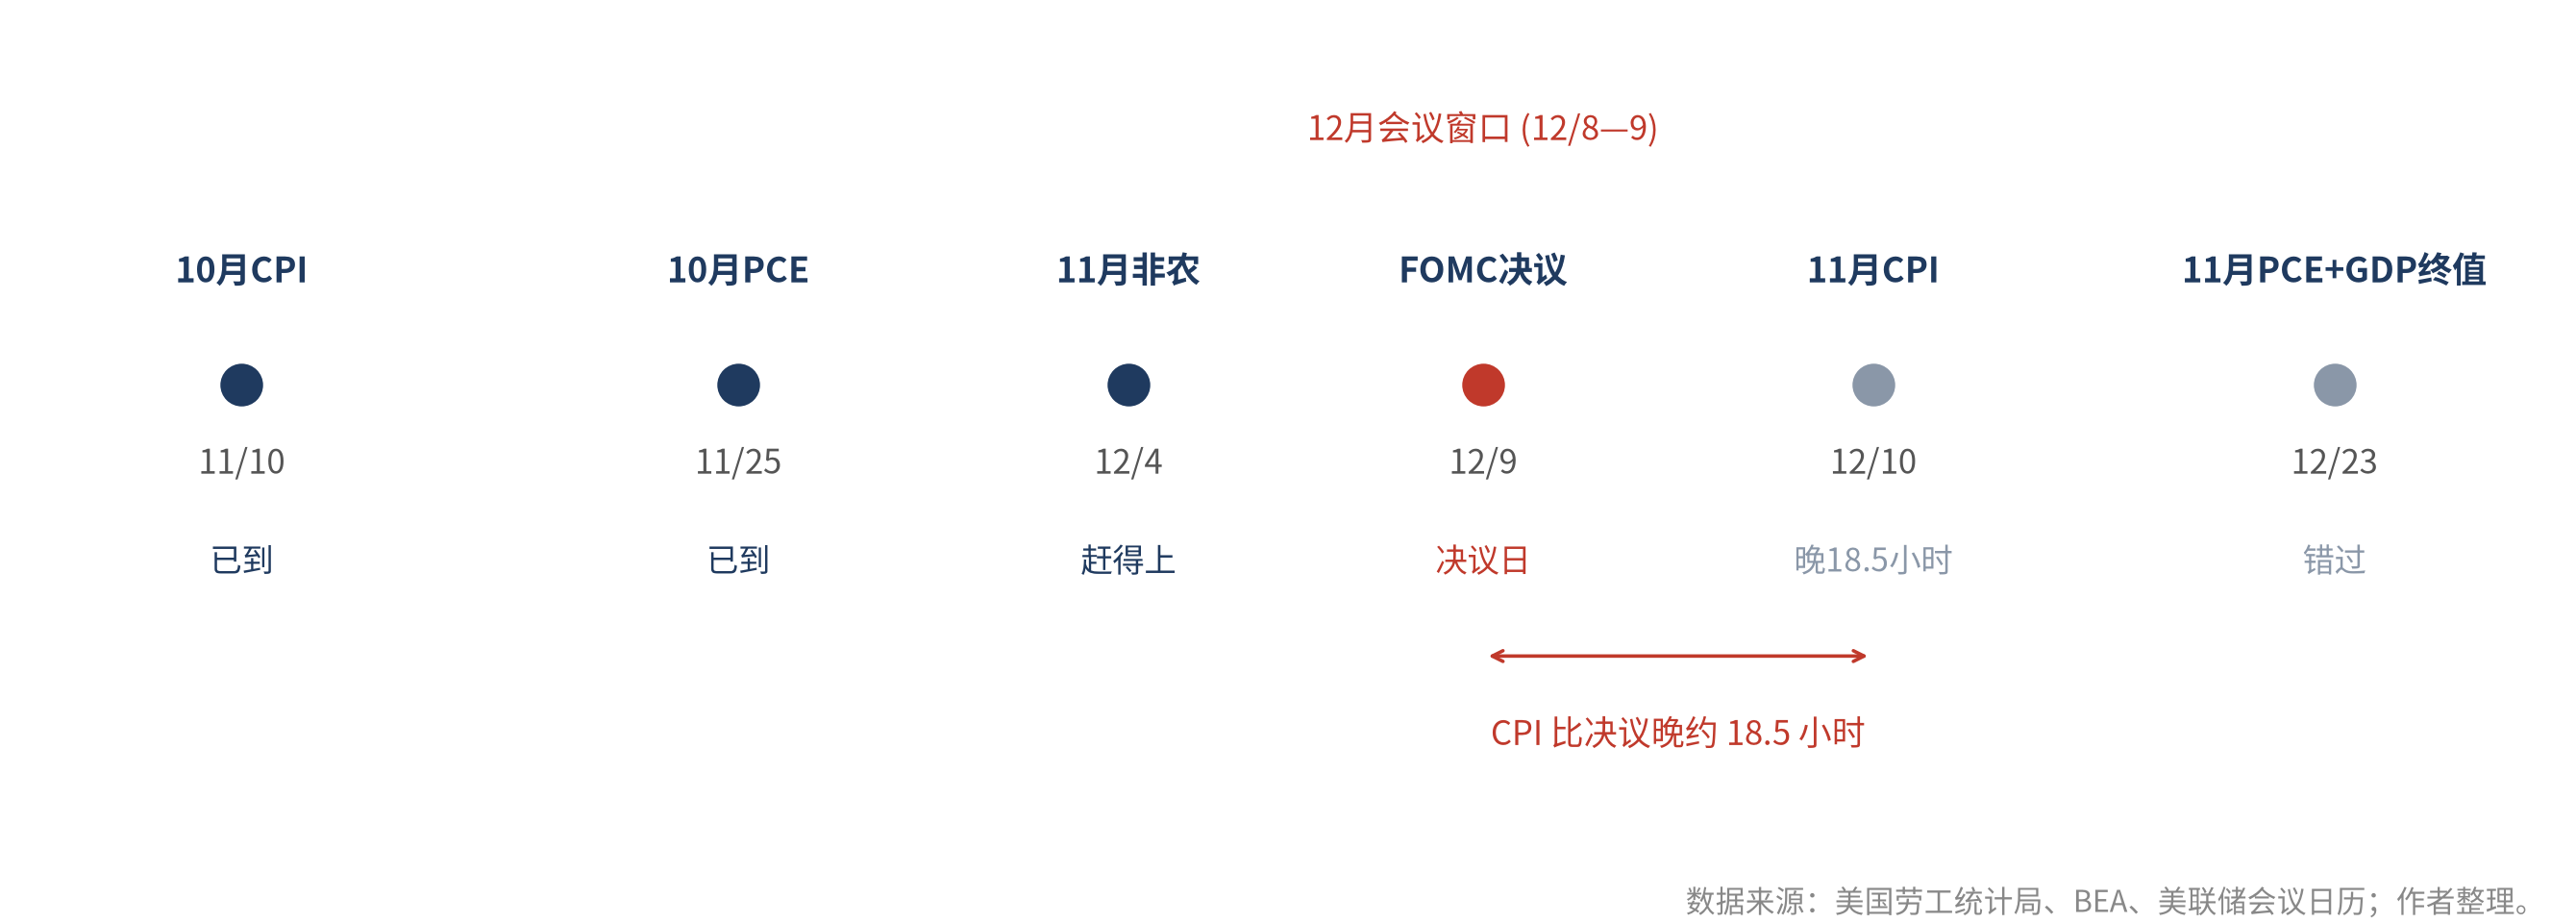 12月会议窗口 (12/8—9)
10月CPI 10月PCE 11月非农 FOMC决议 11月CPI 11月PCE+GDP终值
11/10 11/25 12/4 12/9 12/10 12/23
已到 已到 赶得上 决议日 晚18.5小时 错过
CPI 比决议晚约 18.5 小时
数据来源：美国劳工统计局、BEA、美联储会议日历；作者整理。